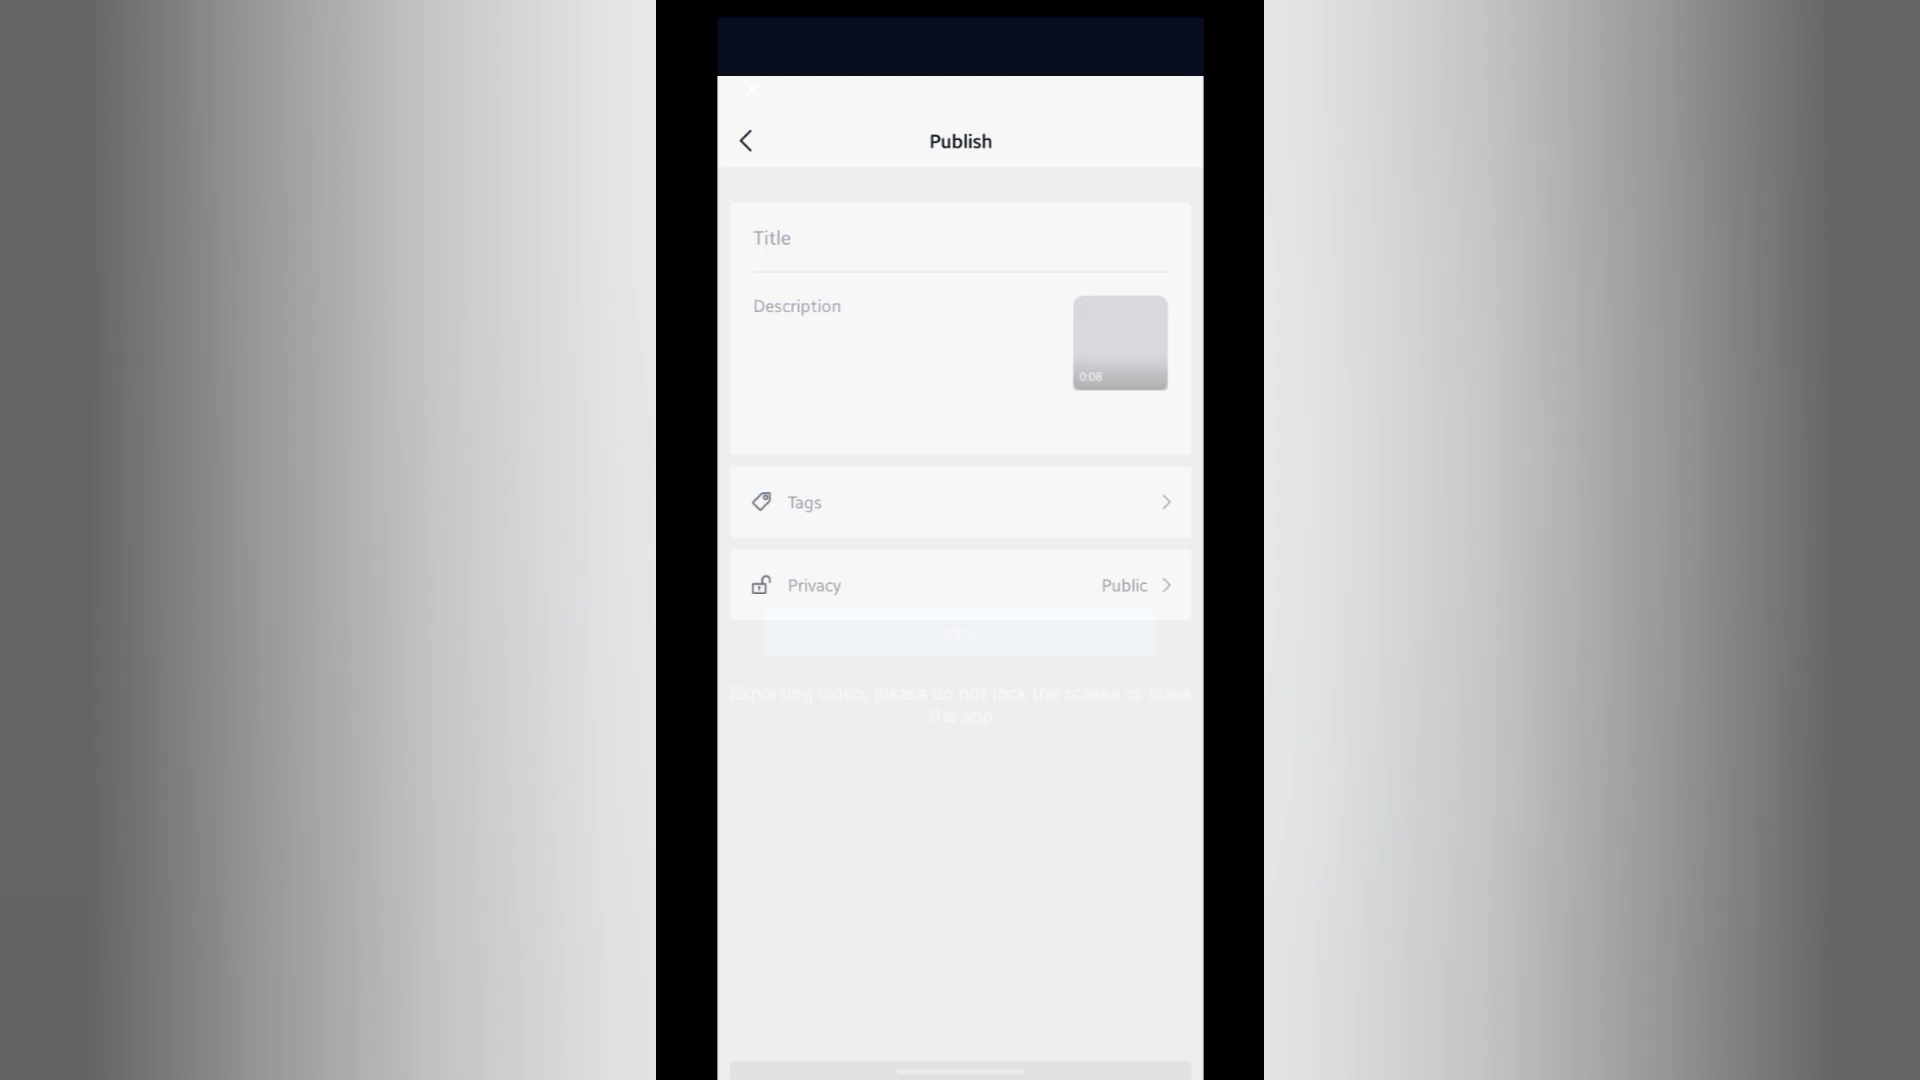 Publish
Title
Description
0:08
Tags
Privacy
Public
Exporting video, please do not lock the screen or leave
the app